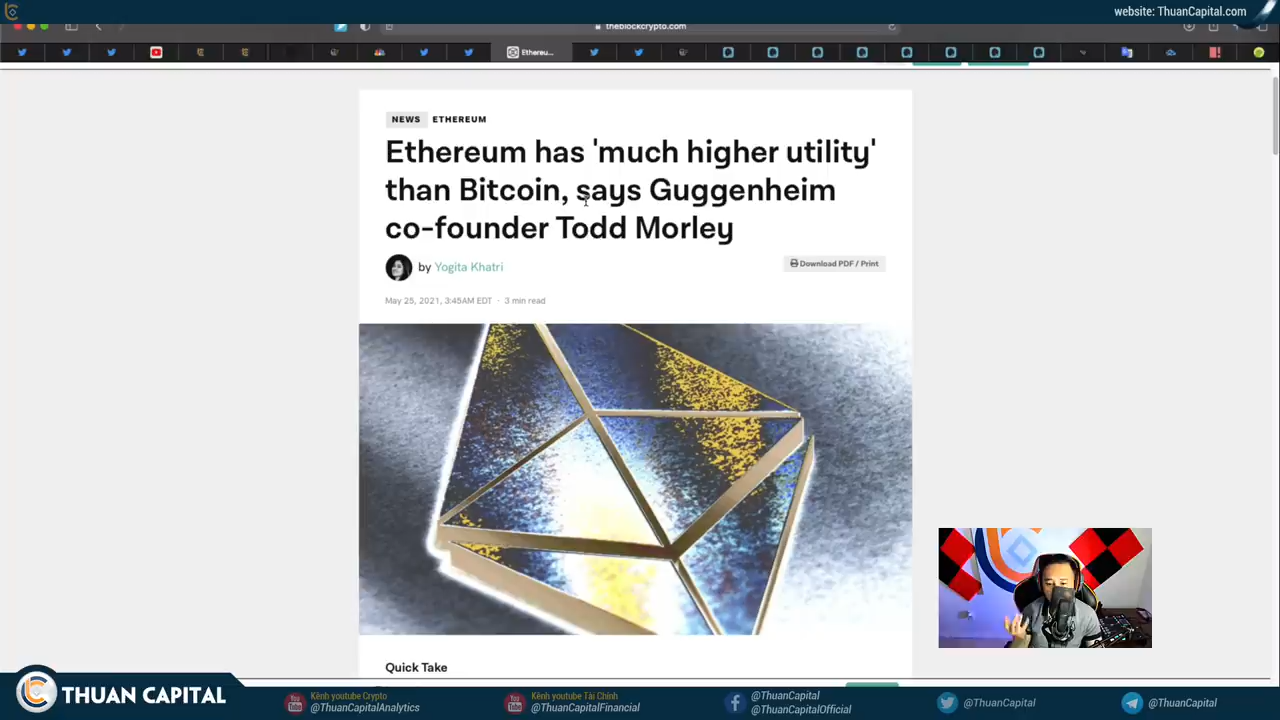 website: ThuanCapital.com
theblockcrypto.com
Ethereu...
NEWS ETHEREUM
Ethereum has 'much higher utility'
than Bitcoin, says Guggenheim
co-founder Todd Morley
by Yogita Khatri
Download PDF / Print
May 25, 2021, 3:45AM EDT · 3 min read
Quick Take
THUAN CAPITAL
Kênh youtube Crypto
@ThuanCapitalAnalytics
Kênh youtube Tài Chính
@ThuanCapitalFinancial
@ThuanCapital
@ThuanCapitalOfficial
@ThuanCapital
@ThuanCapital